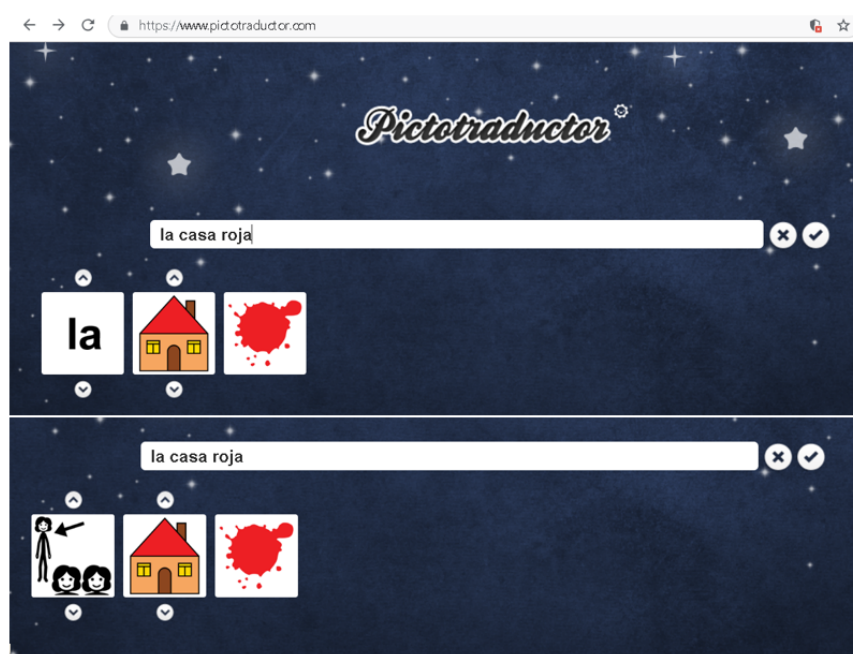 https://www.pictotraductor.com
Pictotraductor
la casa roja
la
la casa roja